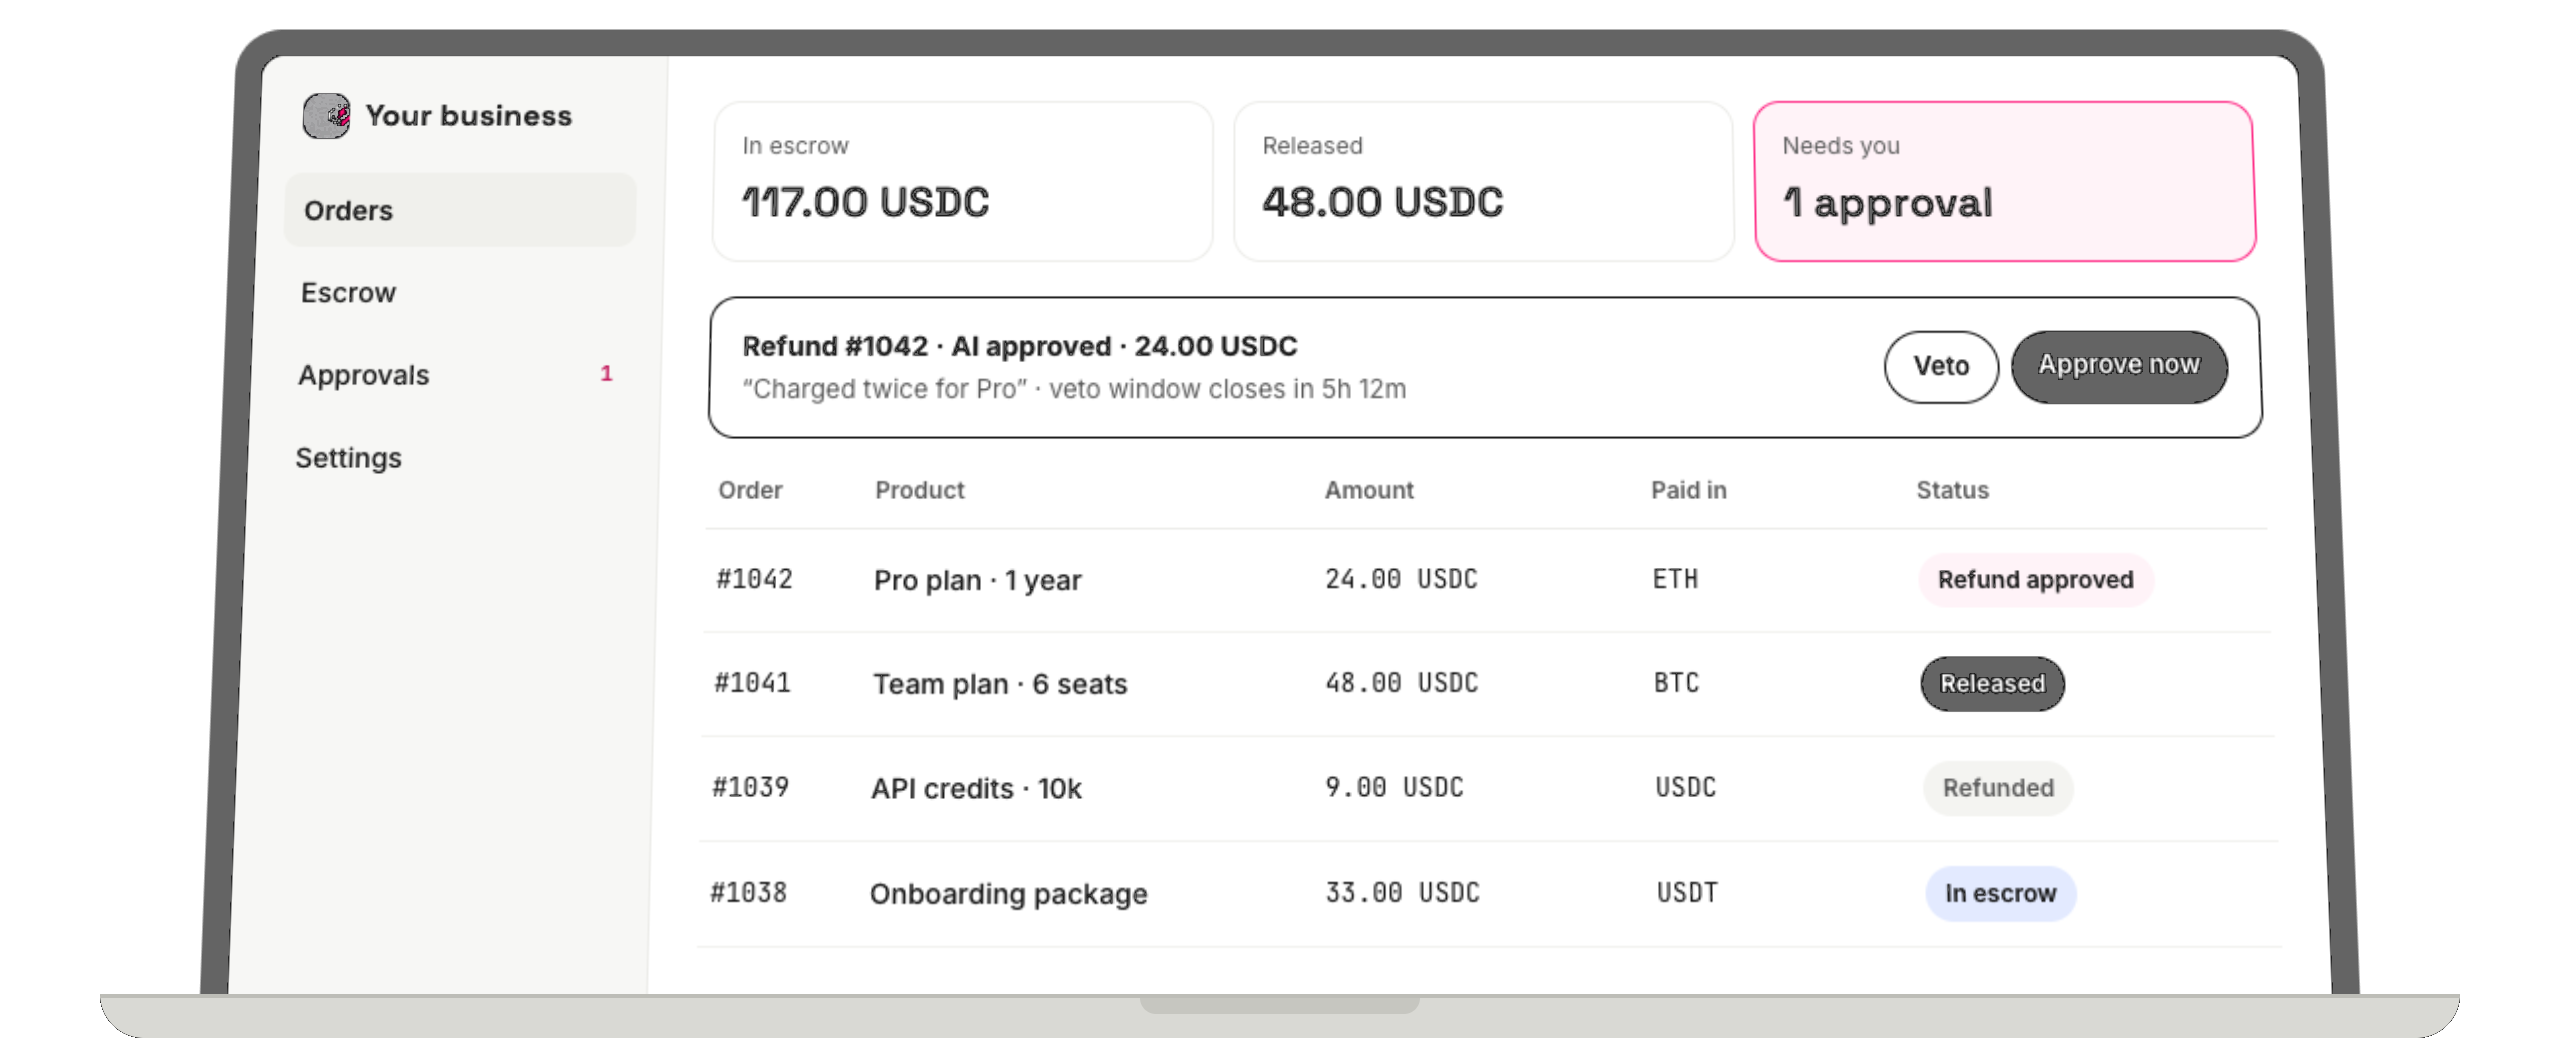 Your business
Orders
Escrow
Approvals 1
Settings
In escrow
117.00 USDC
Released
48.00 USDC
Needs you
1 approval
Refund #1042 · AI approved · 24.00 USDC
“Charged twice for Pro” · veto window closes in 5h 12m
Veto
Approve now
Order Product Amount Paid in Status
#1042 Pro plan · 1 year 24.00 USDC ETH Refund approved
#1041 Team plan · 6 seats 48.00 USDC BTC Released
#1039 API credits · 10k 9.00 USDC USDC Refunded
#1038 Onboarding package 33.00 USDC USDT In escrow